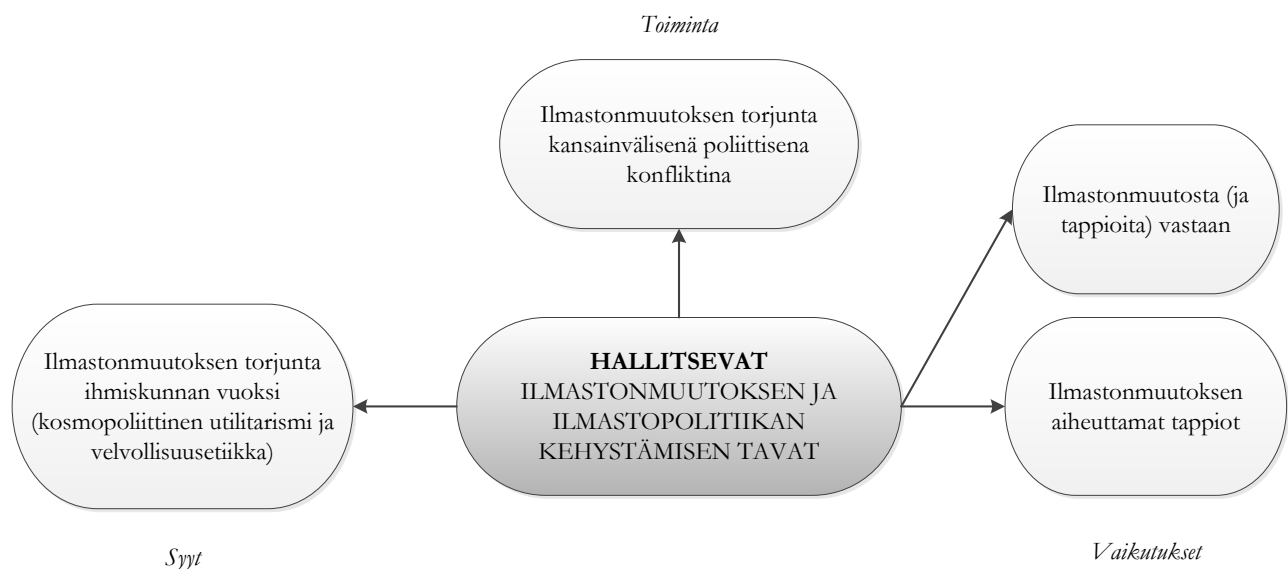 Toiminta
Ilmastonmuutoksen torjunta
kansainvälisenä poliittisena
konfliktina
Ilmastonmuutosta (ja
tappioita) vastaan
Ilmastonmuutoksen torjunta
ihmiskunnan vuoksi
(kosmopoliittinen utilitarismi ja
velvollisuusetiikka)
HALLITSEVAT
ILMASTONMUUTOKSEN JA
ILMASTOPOLITIIKAN
KEHYSTÄMISEN TAVAT
Ilmastonmuutoksen
aiheuttamat tappiot
Syyt
Vaikutukset